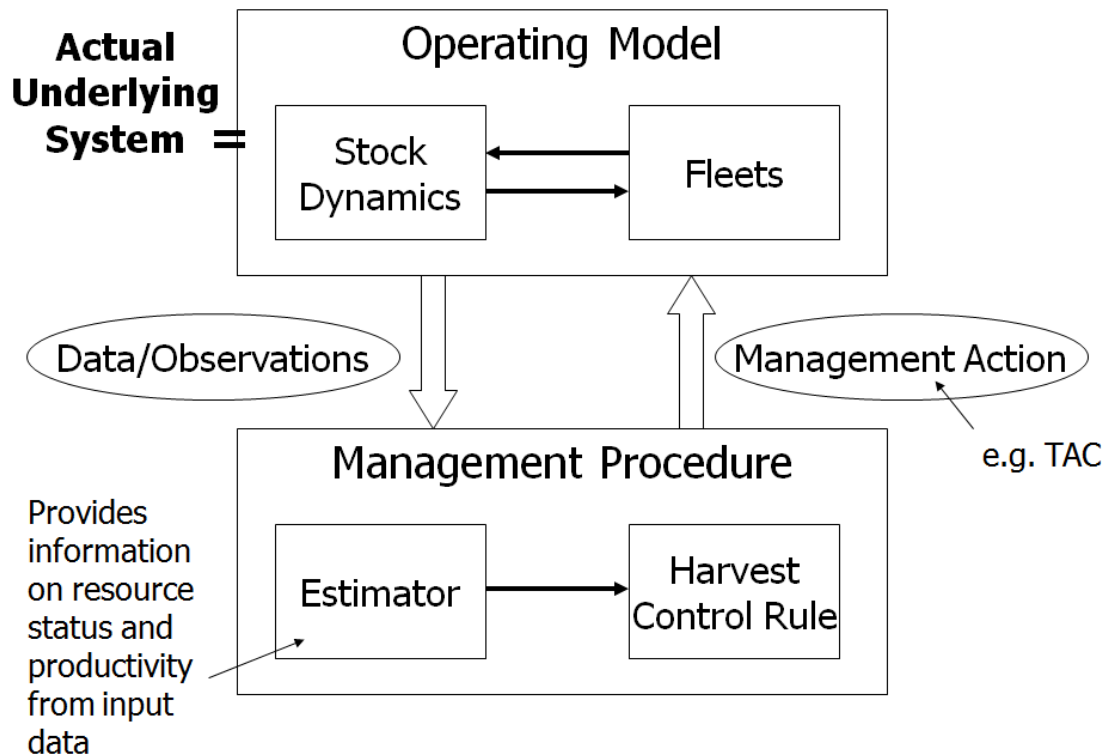 Actual
Underlying
System =
Operating Model
Stock
Dynamics
Fleets
Data/Observations
Management Action
e.g. TAC
Management Procedure
Provides
information
on resource
status and
productivity
from input
data
Estimator
Harvest
Control Rule